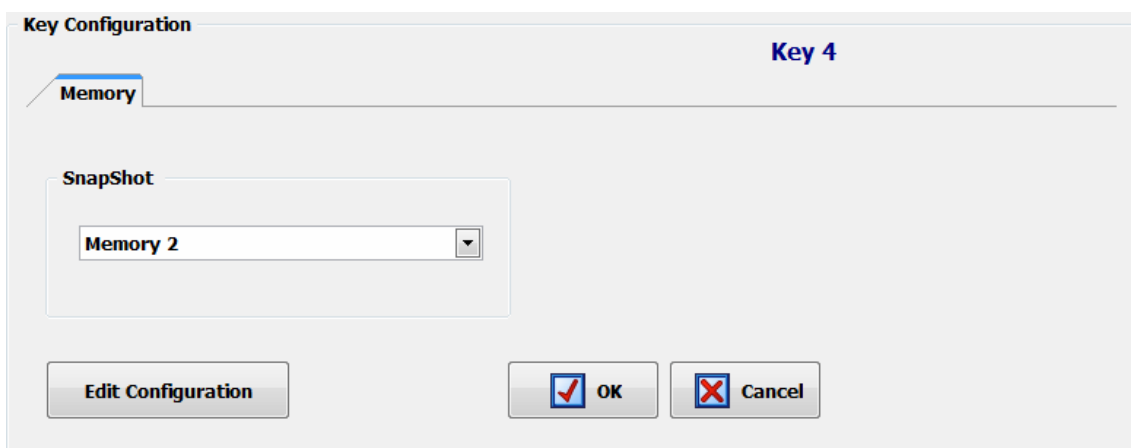 Key Configuration
Key 4
Memory
SnapShot
Memory 2
Edit Configuration
OK
Cancel